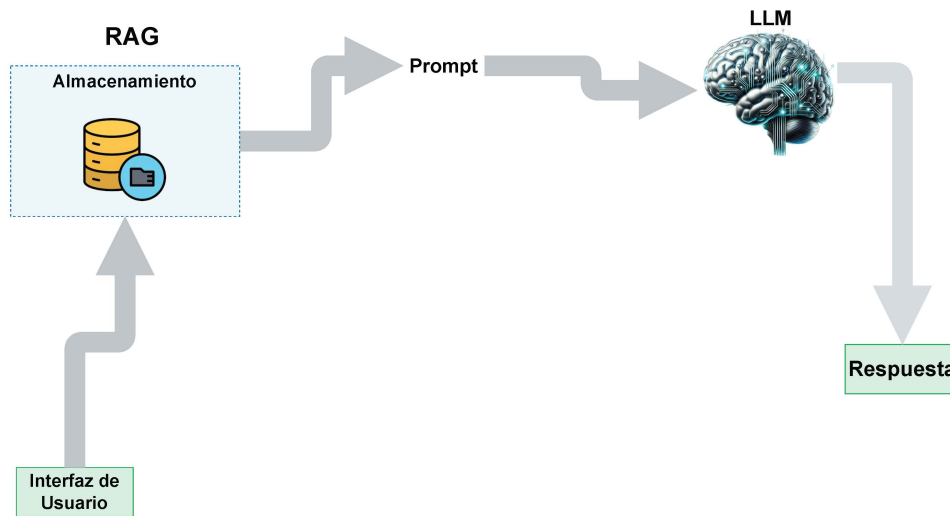 RAG
Almacenamiento
Prompt
LLM
Respuesta
Interfaz de
Usuario